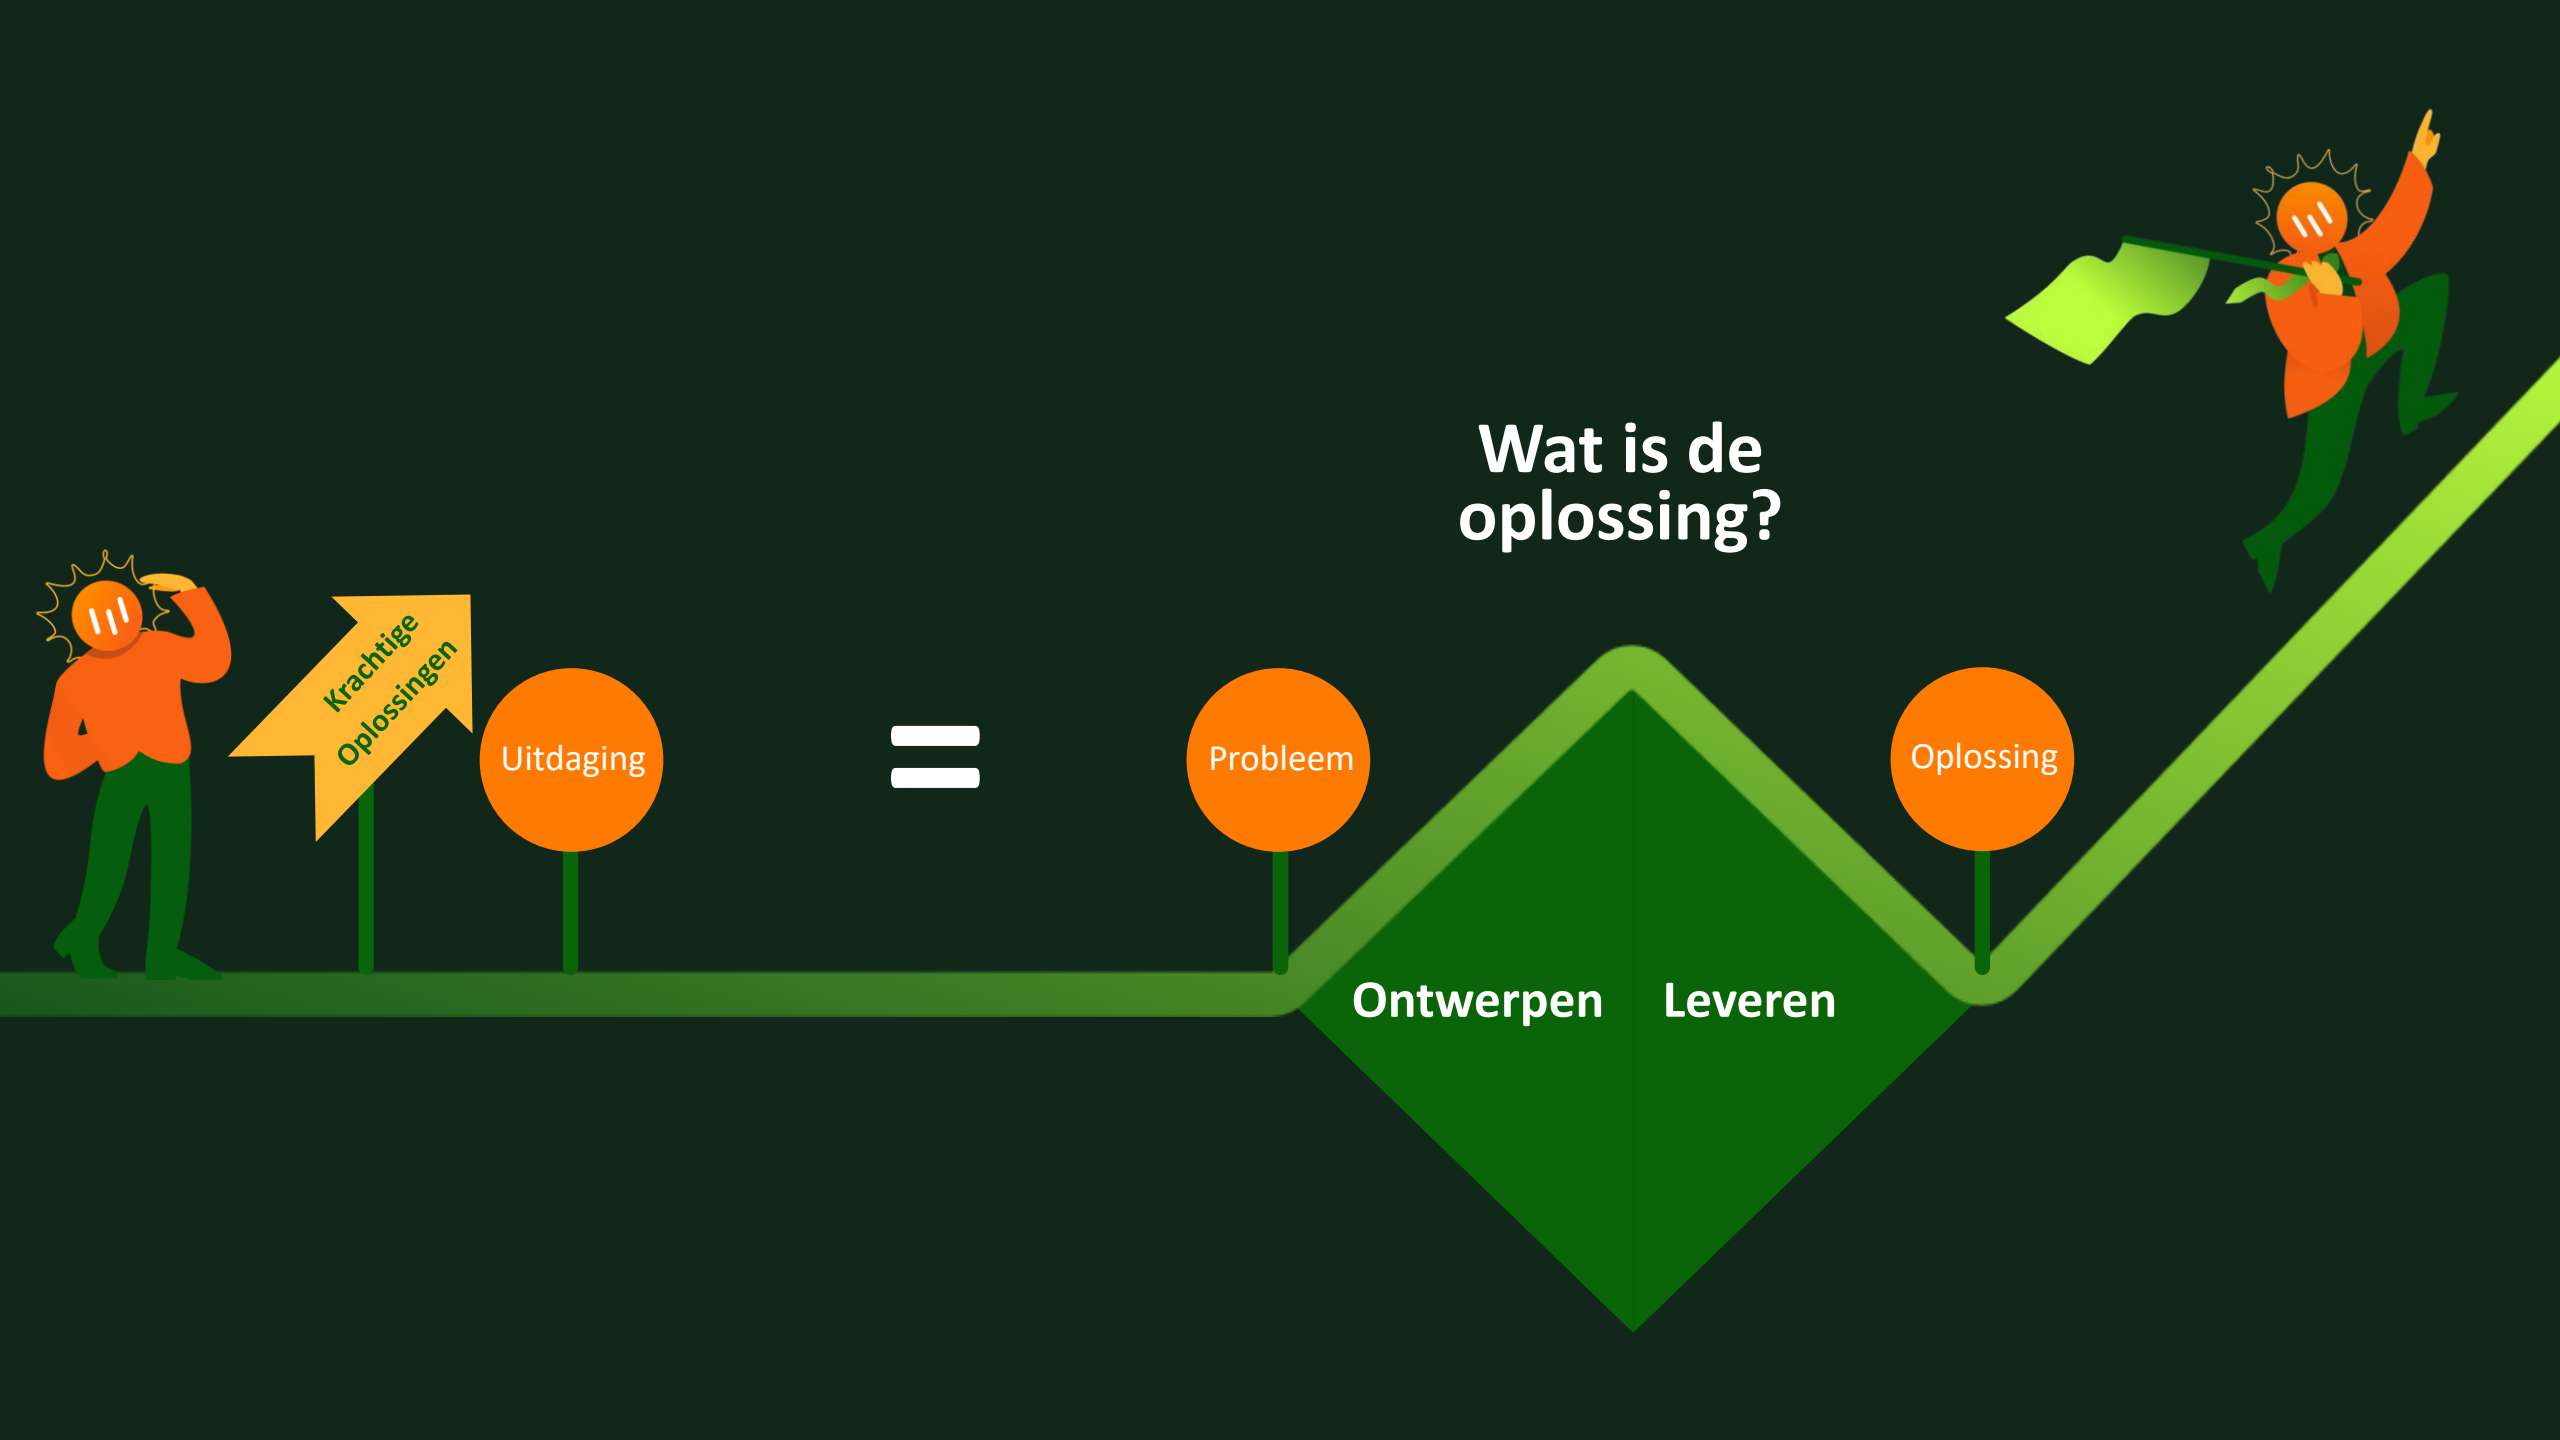 Wat is de
oplossing?
Krachtige
Oplossingen
Uitdaging
=
Probleem
Oplossing
Ontwerpen
Leveren